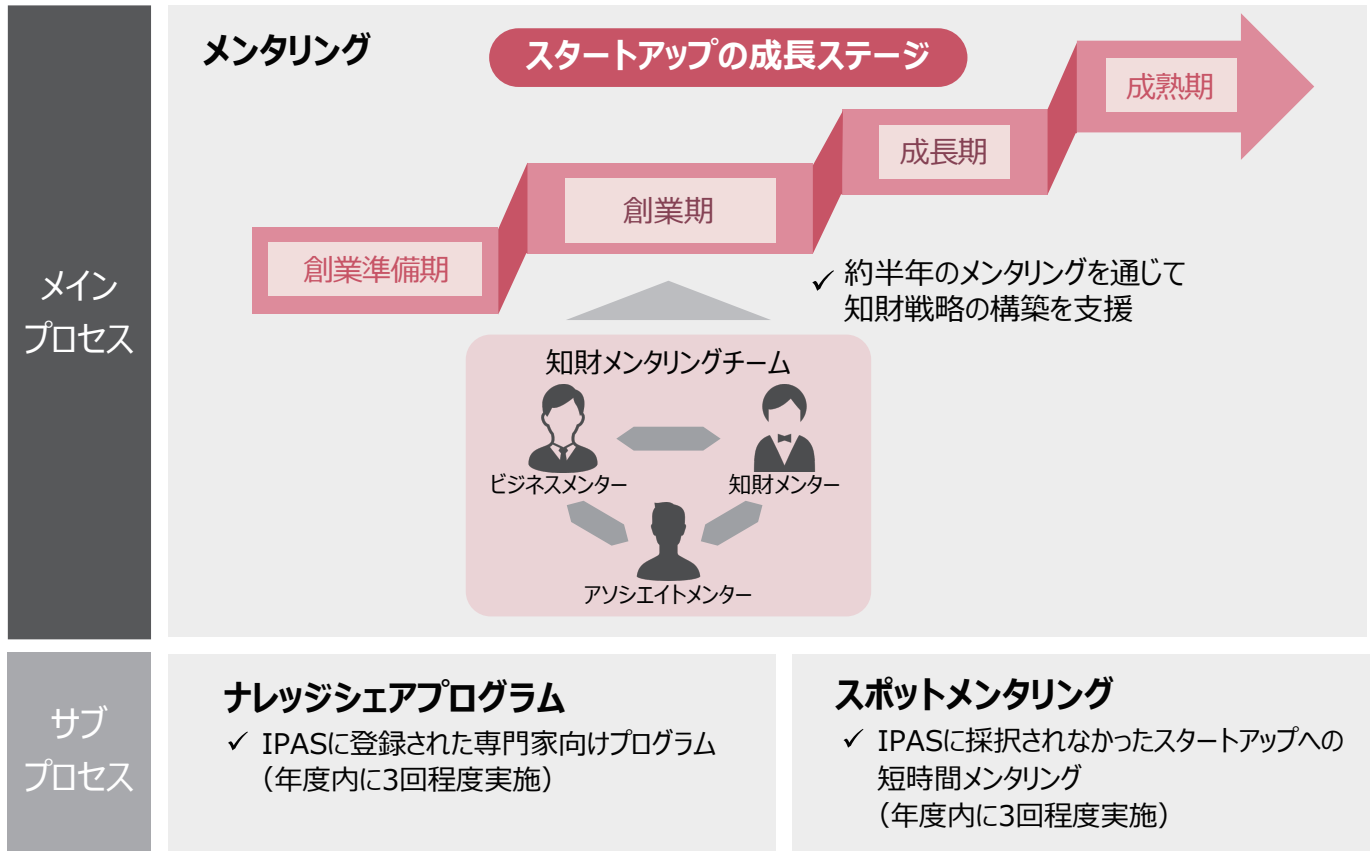 メイン
プロセス
メンタリング
スタートアップの成長ステージ
創業準備期
創業期
成長期
成熟期
✓ 約半年のメンタリングを通じて
知財戦略の構築を支援
知財メンタリングチーム
ビジネスメンター
知財メンター
アソシエイトメンター
サブ
プロセス
ナレッジシェアプログラム
✓ IPASに登録された専門家向けプログラム
（年度内に3回程度実施）
スポットメンタリング
✓ IPASに採択されなかったスタートアップへの
短時間メンタリング
（年度内に3回程度実施）